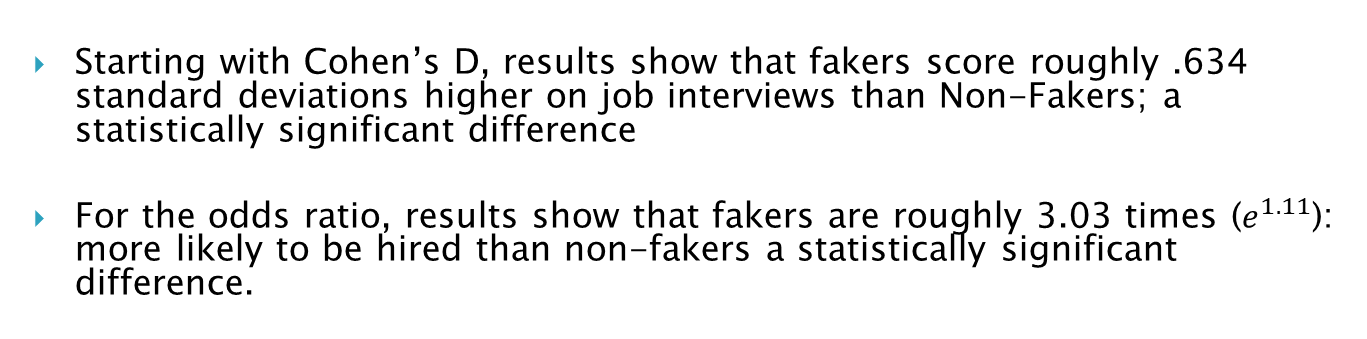 Starting with Cohen’s D, results show that fakers score roughly .634
standard deviations higher on job interviews than Non-Fakers; a
statistically significant difference
For the odds ratio, results show that fakers are roughly 3.03 times (𝑒^1.11):
more likely to be hired than non-fakers a statistically significant
difference.